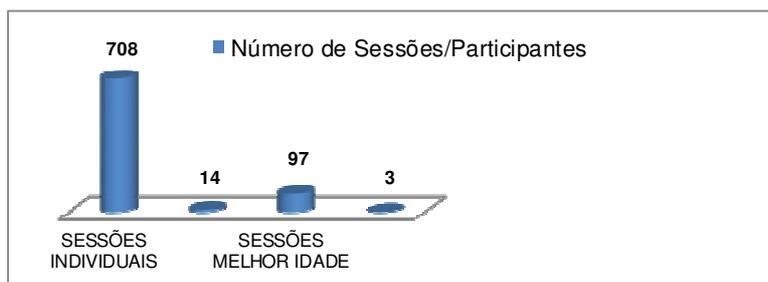 708
Número de Sessões/Participantes
14
97
3
SESSÕES
INDIVIDUAIS
SESSÕES
MELHOR IDADE